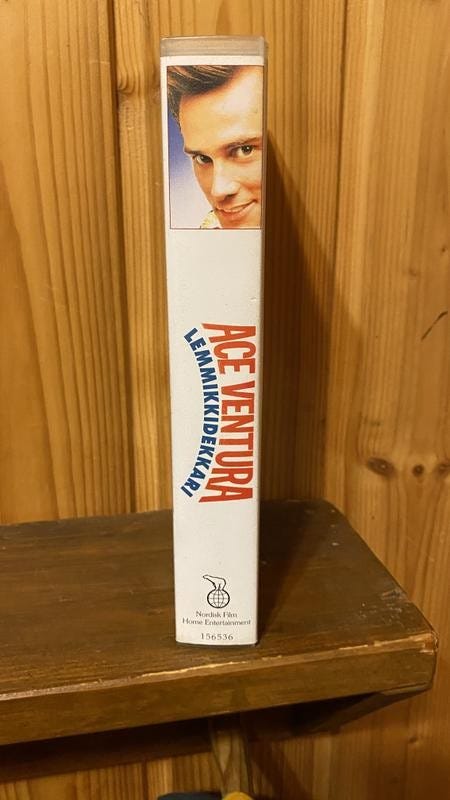 ACE VENTURA
LEMMIKKIDEKKARI
Nordisk Film
Home Entertainment
156536